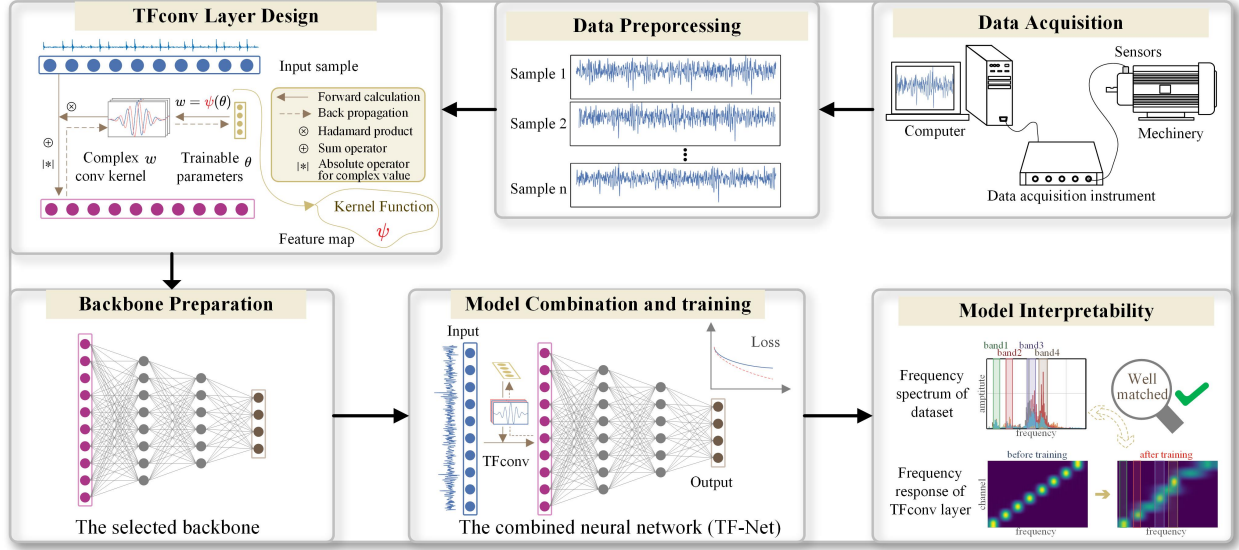 TFconv Layer Design
Input sample
w = ψ(θ)
Complex w
conv kernel
Trainable θ
parameters
⊗
⊕
|*|
Forward calculation
Back propagation
⊗ Hadamard product
⊕ Sum operator
|*| Absolute operator
for complex value
Kernel Function
ψ
Feature map
Data Preporcessing
Sample 1
Sample 2
Sample n
Data Acquisition
Sensors
Computer
Mechinery
Data acquisition instrument
Backbone Preparation
The selected backbone
Model Combination and training
Input
Loss
TFconv
Output
The combined neural network (TF-Net)
Model Interpretability
Frequency
spectrum of
dataset
band1
band2
band3
band4
amplitute
frequency
Well
matched
Frequency
response of
TFconv layer
before training
after training
channel
frequency
frequency